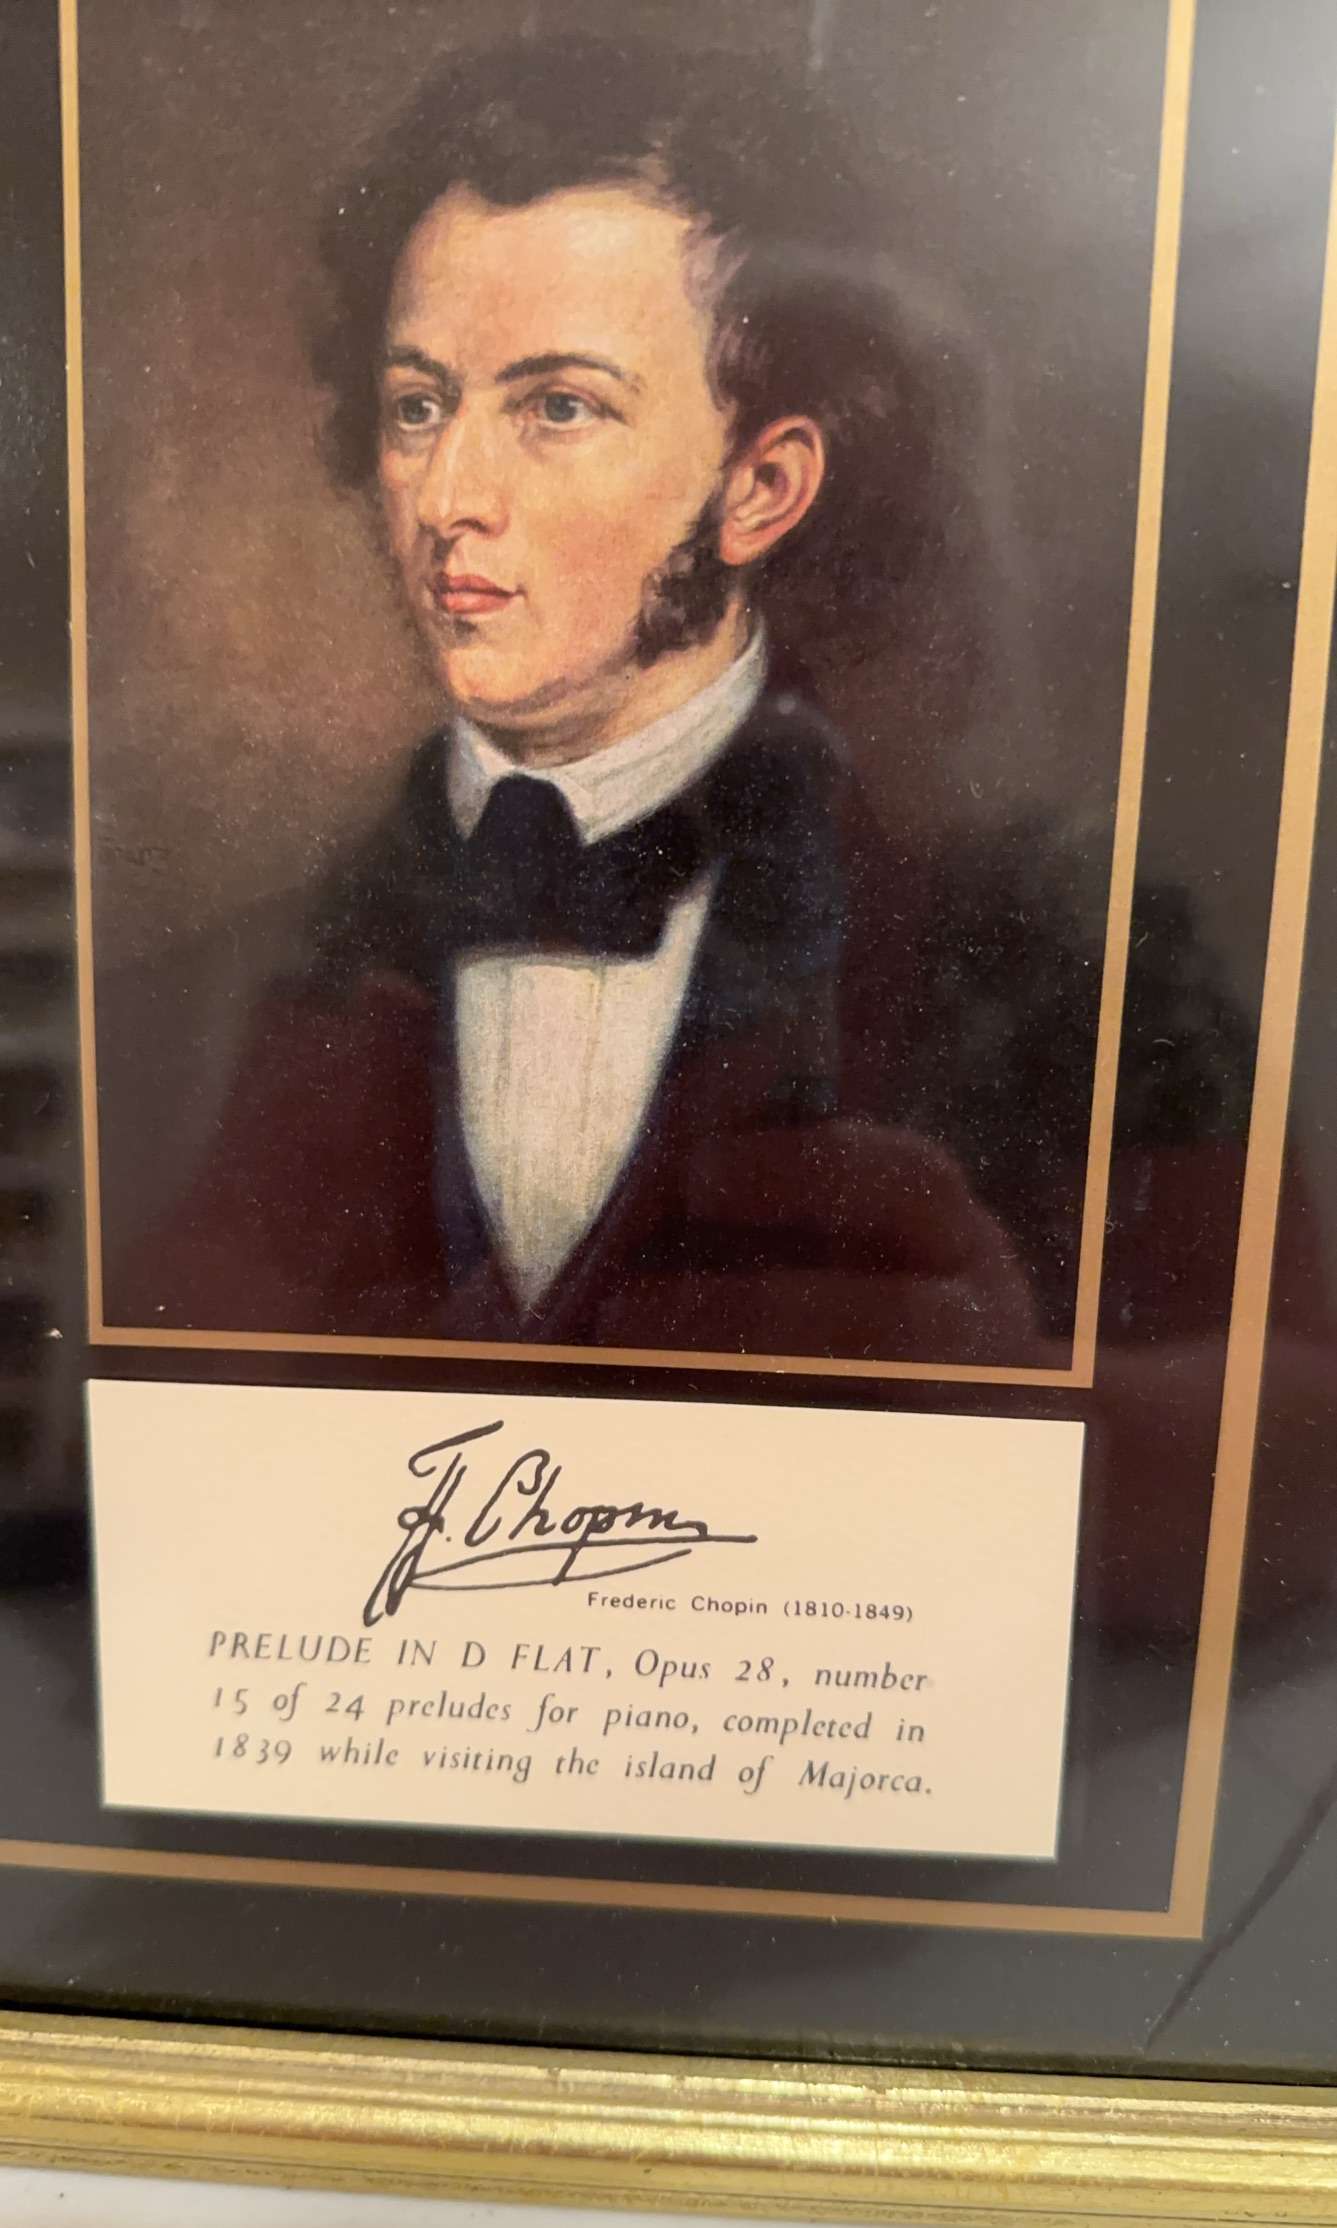 F. Chopin
Frederic Chopin (1810-1849)
PRELUDE IN D FLAT, Opus 28, number
15 of 24 preludes for piano, completed in
1839 while visiting the island of Majorca.